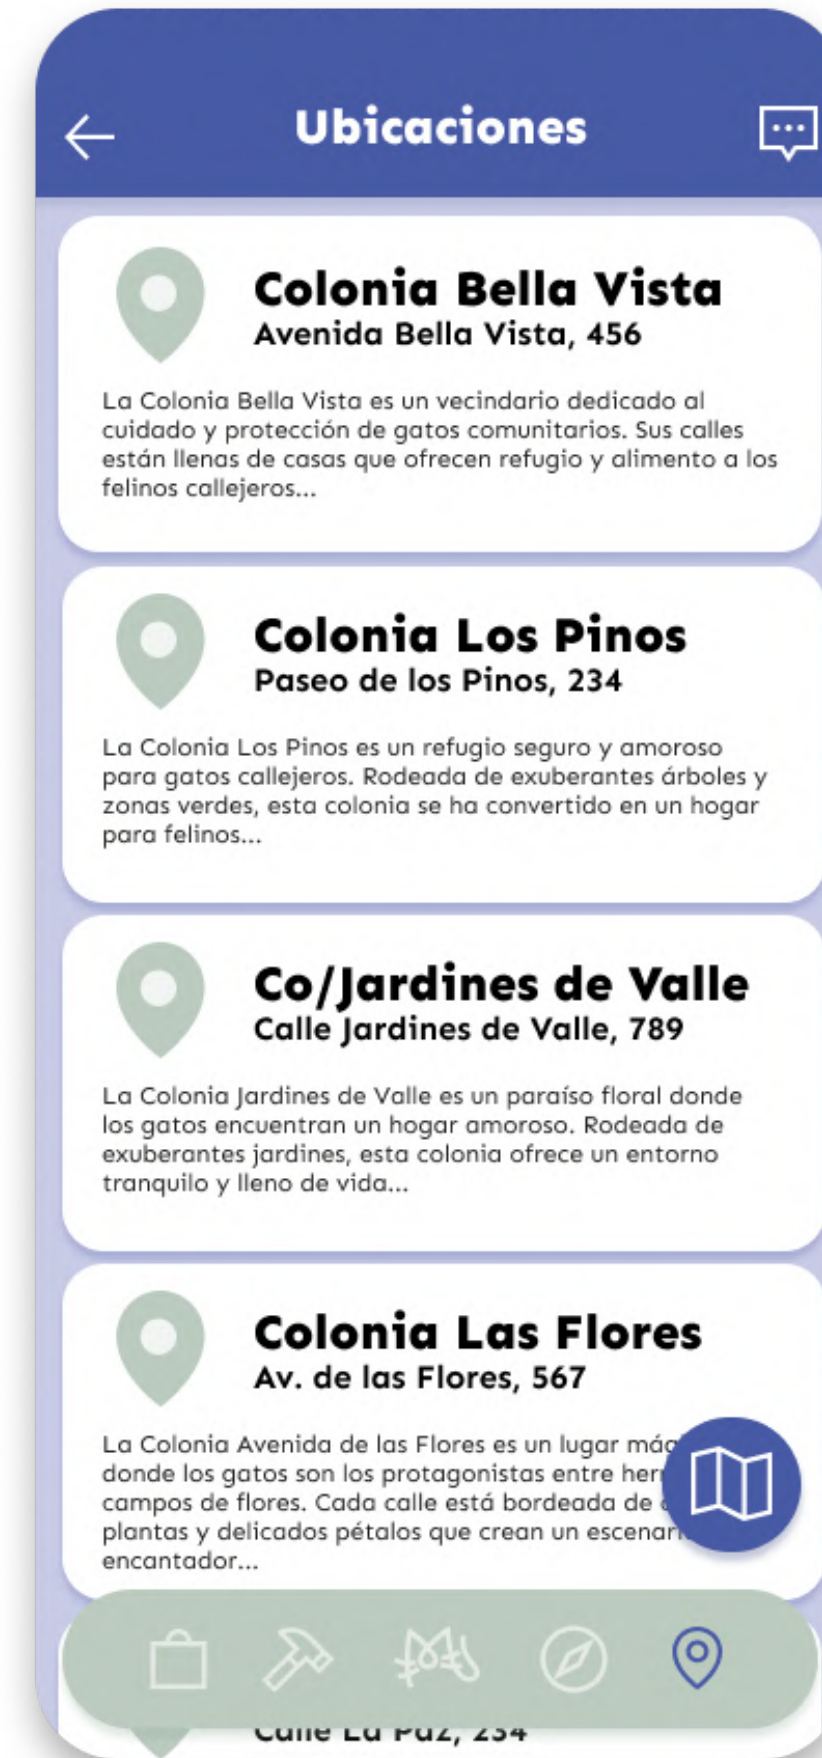 Ubicaciones
Colonia Bella Vista
Avenida Bella Vista, 456
La Colonia Bella Vista es un vecindario dedicado al
cuidado y protección de gatos comunitarios. Sus calles
están llenas de casas que ofrecen refugio y alimento a los
felinos callejeros...
Colonia Los Pinos
Paseo de los Pinos, 234
La Colonia Los Pinos es un refugio seguro y amoroso
para gatos callejeros. Rodeada de exuberantes árboles y
zonas verdes, esta colonia se ha convertido en un hogar
para felinos...
Co/Jardines de Valle
Calle Jardines de Valle, 789
La Colonia Jardines de Valle es un paraíso floral donde
los gatos encuentran un hogar amoroso. Rodeada de
exuberantes jardines, esta colonia ofrece un entorno
tranquilo y lleno de vida...
Colonia Las Flores
Av. de las Flores, 567
La Colonia Avenida de las Flores es un lugar
donde los gatos son los protagonistas entre
campos de flores. Cada calle está bordeada de
plantas y delicados pétalos que crean un
encantador...
Calle La Paz, 234